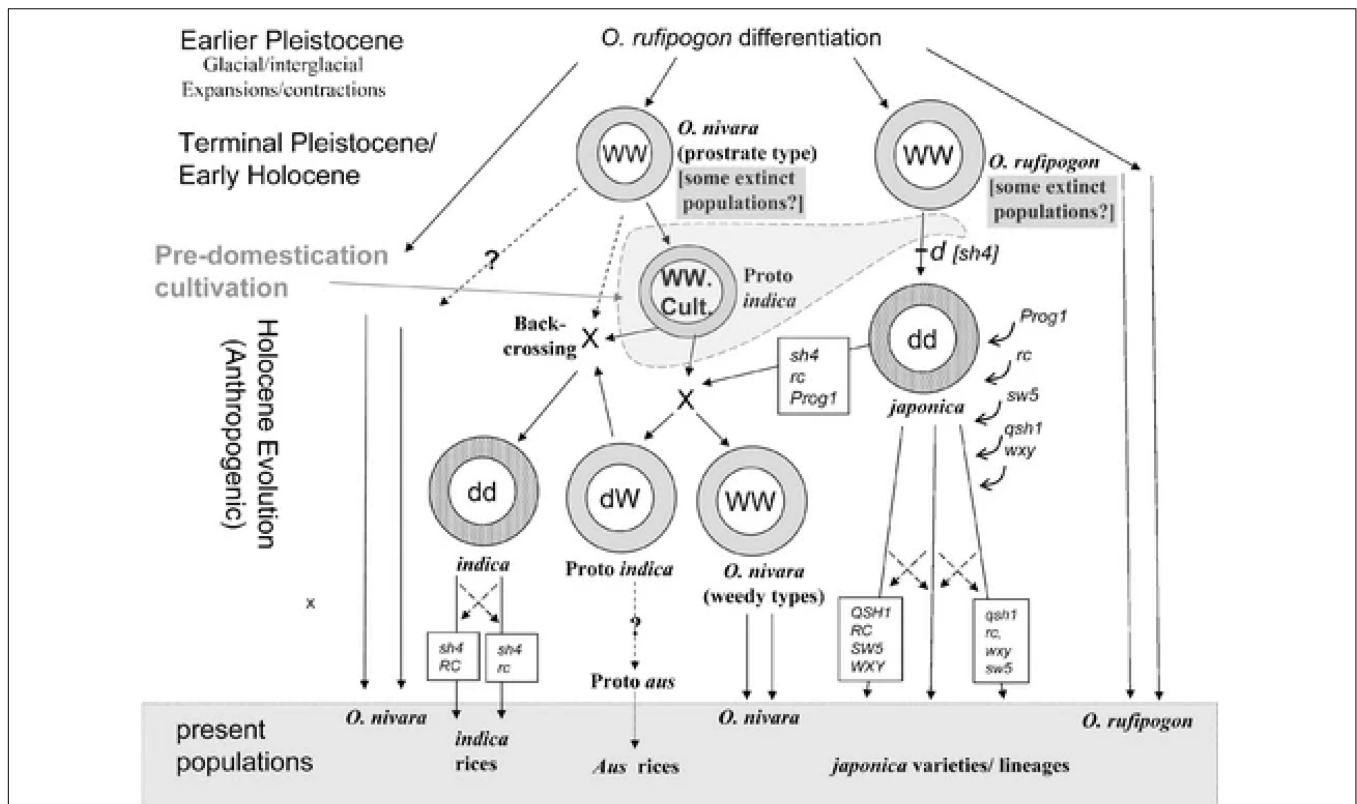 Earlier Pleistocene
Glacial/interglacial
Expansions/contractions
O. rufipogon differentiation
Terminal Pleistocene/
Early Holocene
WW
O. nivara
(prostrate type)
[some extinct
populations?]
WW
O. rufipogon
[some extinct
populations?]
Pre-domestication
cultivation
?
WW.
Cult.
Proto
indica
d [sh4]
Holocene Evolution
(Anthropogenic)
Back-
crossing
X
X
sh4
rc
Prog1
dd
japonica
Prog1
rc
sw5
qsh1
wxy
dd
indica
dW
Proto indica
WW
O. nivara
(weedy types)
x
sh4
RC
sh4
rc
?
Proto aus
QSH1
RC
SW5
WXY
qsh1
rc,
wxy
sw5
present
populations
O. nivara
indica
rices
Aus rices
O. nivara
japonica varieties/ lineages
O. rufipogon